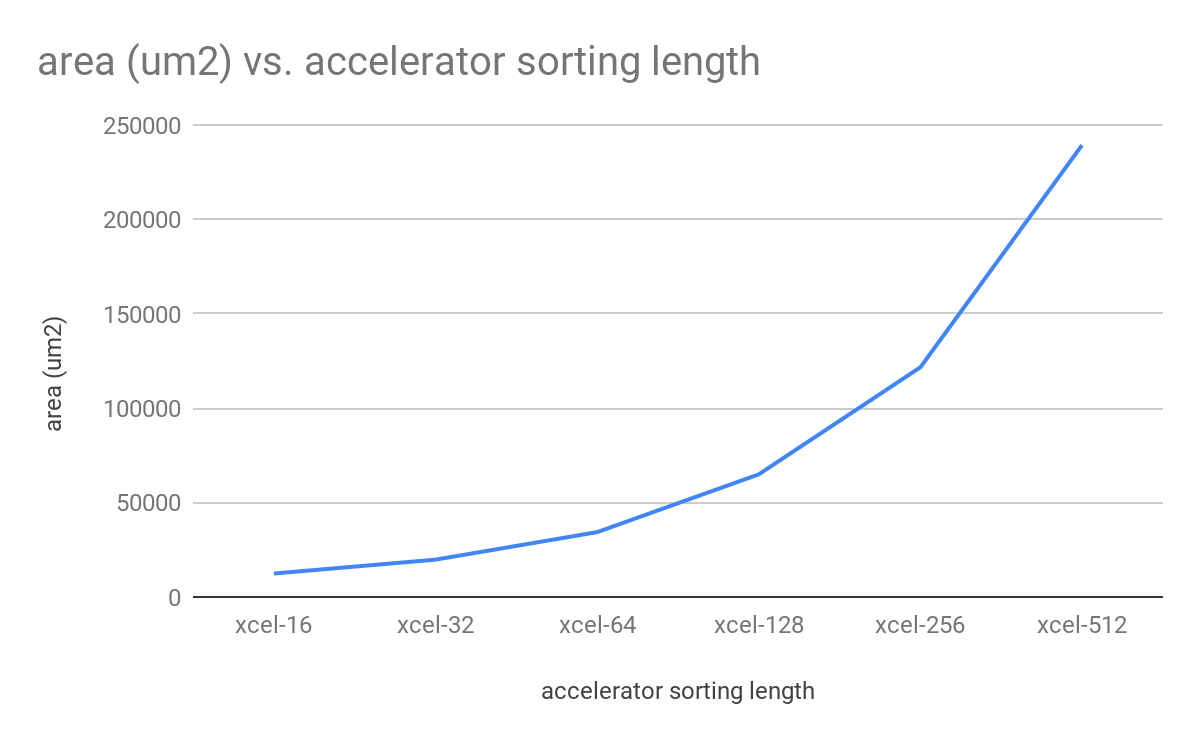 area (um2) vs. accelerator sorting length
250000
200000
150000
100000
50000
0
area (um2)
xcel-16 xcel-32 xcel-64 xcel-128 xcel-256 xcel-512
accelerator sorting length